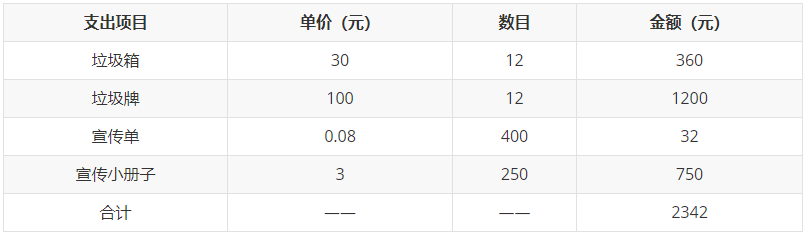 支出项目 单价（元） 数目 金额（元）
垃圾箱 30 12 360
垃圾牌 100 12 1200
宣传单 0.08 400 32
宣传小册子 3 250 750
合计 —— —— 2342